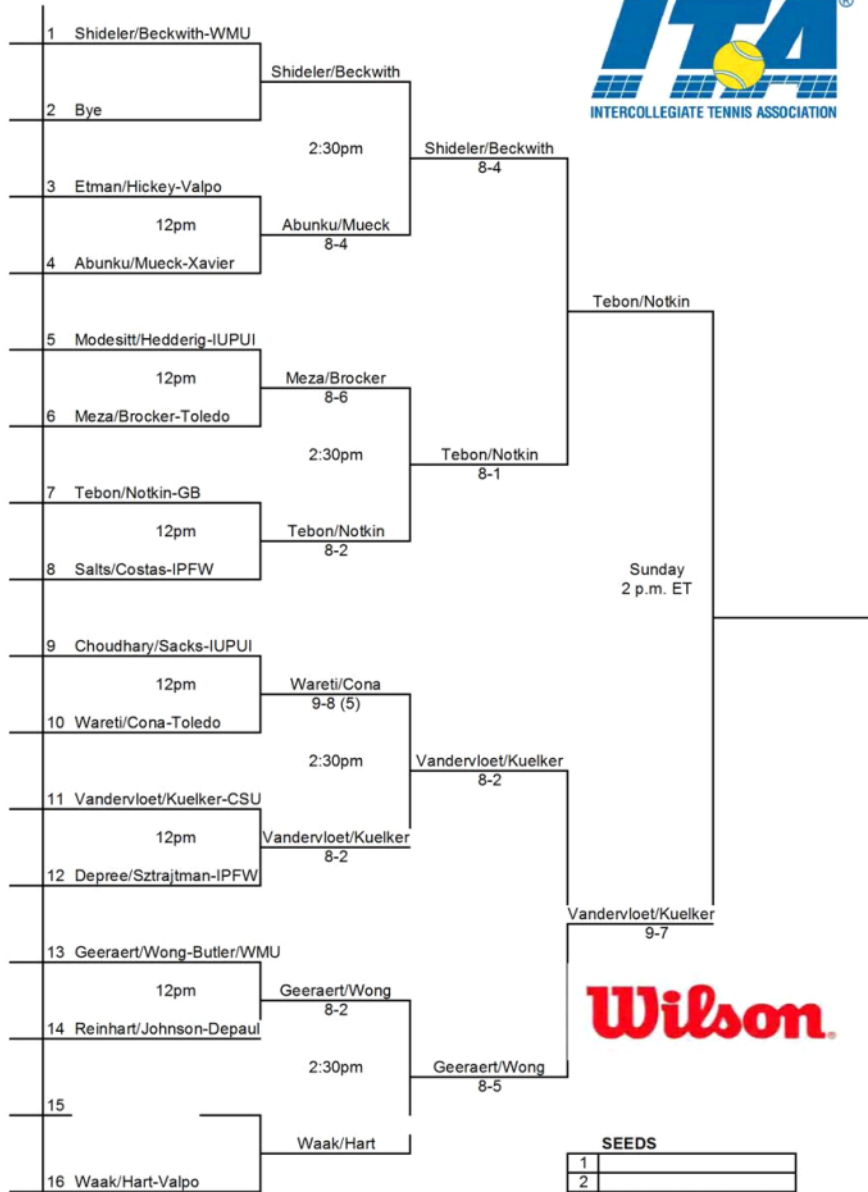 ITA®
INTERCOLLEGIATE TENNIS ASSOCIATION
1 Shideler/Beckwith-WMU
Shideler/Beckwith
2 Bye
2:30pm
Shideler/Beckwith
8-4
3 Etman/Hickey-Valpo
12pm
Abunku/Mueck
8-4
4 Abunku/Mueck-Xavier
Tebon/Notkin
5 Modesitt/Hedderig-IUPUI
12pm
Meza/Brocker
8-6
6 Meza/Brocker-Toledo
2:30pm
Tebon/Notkin
8-1
7 Tebon/Notkin-GB
12pm
Tebon/Notkin
8-2
8 Salts/Costas-IPFW
Sunday
2 p.m. ET
9 Choudhary/Sacks-IUPUI
12pm
Wareti/Cona
9-8 (5)
10 Wareti/Cona-Toledo
2:30pm
Vandervloet/Kuelker
8-2
11 Vandervloet/Kuelker-CSU
12pm
Vandervloet/Kuelker
8-2
12 Depree/Sztrajtman-IPFW
Vandervloet/Kuelker
9-7
13 Geeraert/Wong-Butler/WMU
12pm
Geeraert/Wong
8-2
14 Reinhart/Johnson-Depaul
Wilson.
2:30pm
Geeraert/Wong
8-5
15
Waak/Hart
16 Waak/Hart-Valpo
SEEDS
1
2